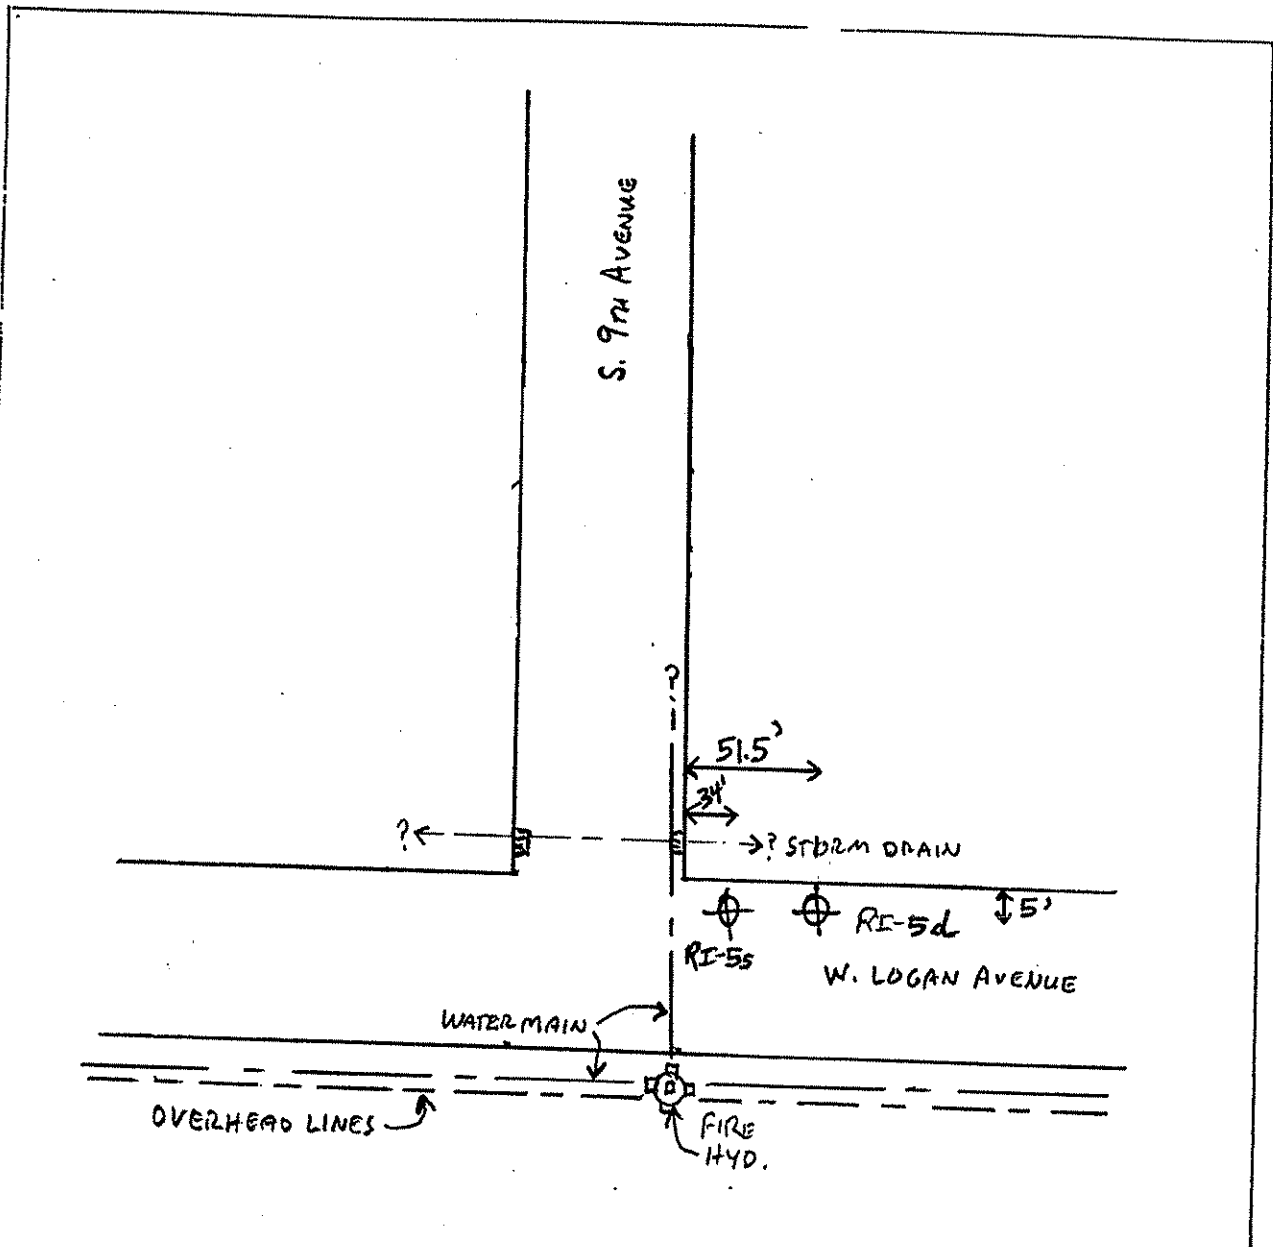 S. 9TH AVENUE
?
51.5'
34'
?
? STORM DRAIN
5'
RI-5d
RI-5s
W. LOGAN AVENUE
WATER MAIN
OVERHEAD LINES
FIRE
HYD.